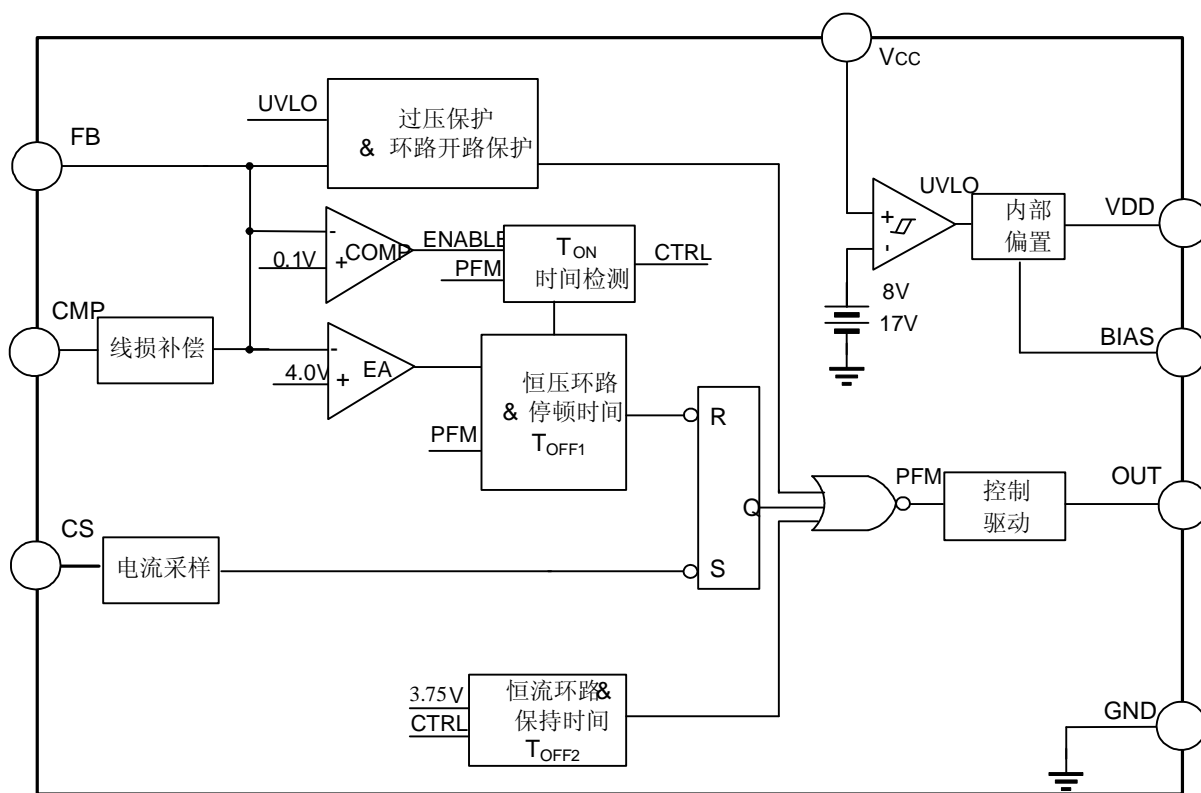 VCC
UVLO
过压保护
& 环路开路保护
FB
UVLO
内部
偏置
VDD
+
-
-
COMP
+
0.1V
ENABLE
PFM
TON
时间检测
CTRL
8V
17V
BIAS
CMP
线损补偿
-
EA
+
4.0V
恒压环路
& 停顿时间
TOFF1
PFM
R
Q
S
PFM
控制
驱动
OUT
CS
电流采样
3.75V
CTRL
恒流环路&
保持时间
TOFF2
GND